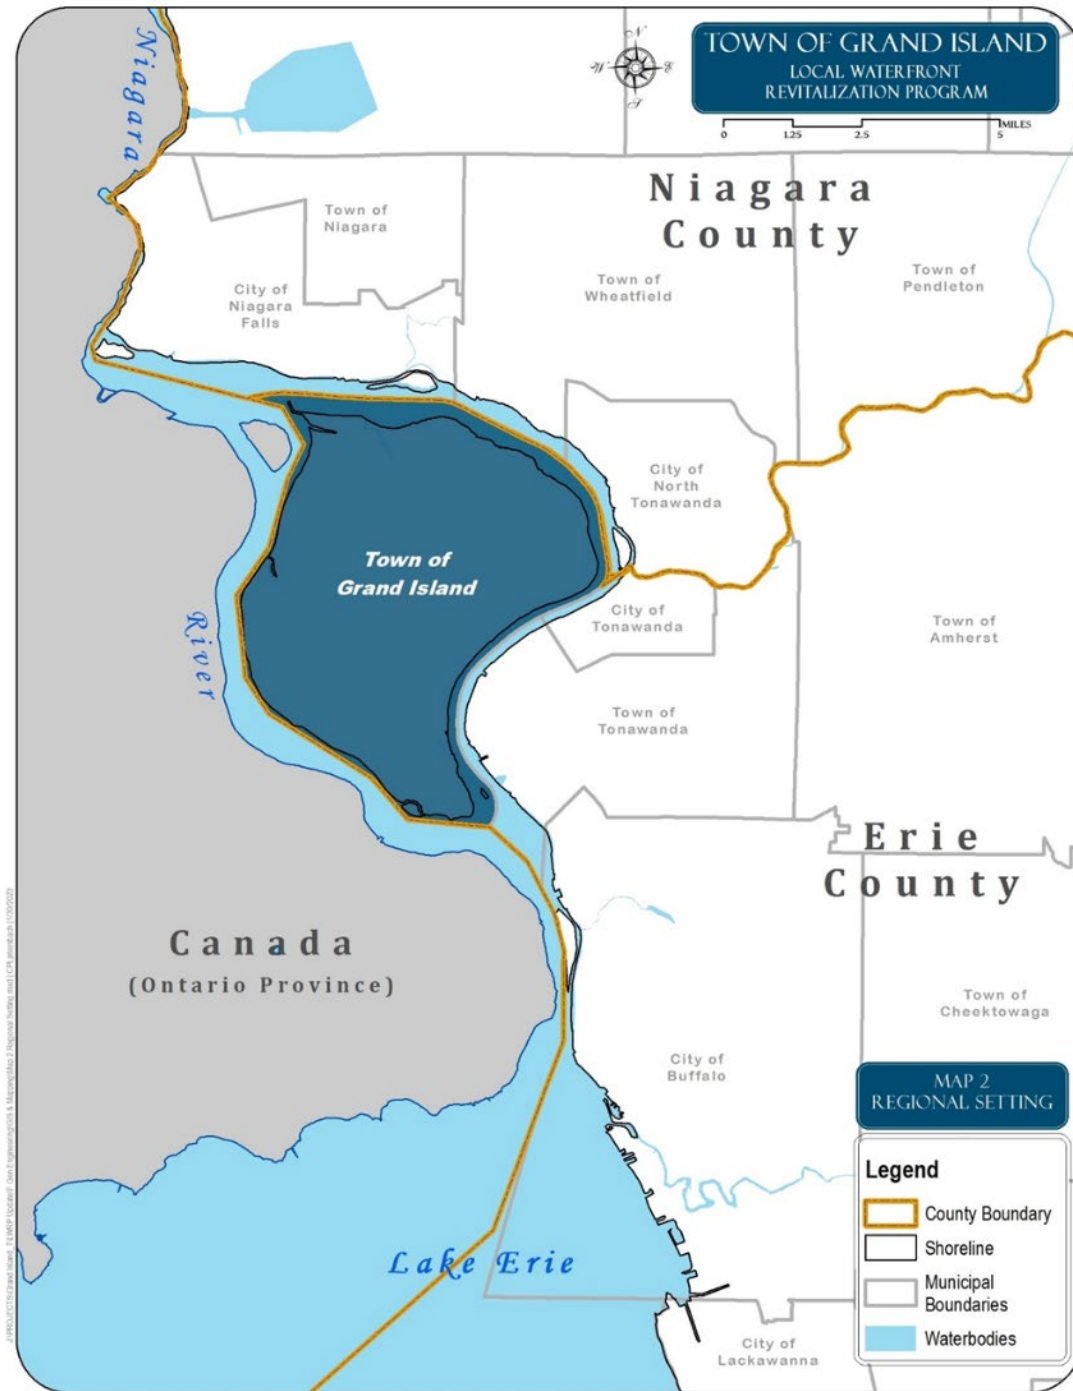 TOWN OF GRAND ISLAND
LOCAL WATERFRONT
REVITALIZATION PROGRAM
N
W
E
S
0
1.25
2.5
5
MILES
Niagara
River
Niagara
County
Town of
Niagara
City of
Niagara
Falls
Town of
Wheatfield
Town of
Pendleton
City of
North
Tonawanda
Town of
Grand Island
City of
Tonawanda
Town of
Amherst
Town of
Tonawanda
Erie
County
Canada
(Ontario Province)
Town of
Cheektowaga
City of
Buffalo
Lake Erie
City of
Lackawanna
MAP 2
REGIONAL SETTING
Legend
County Boundary
Shoreline
Municipal
Boundaries
Waterbodies